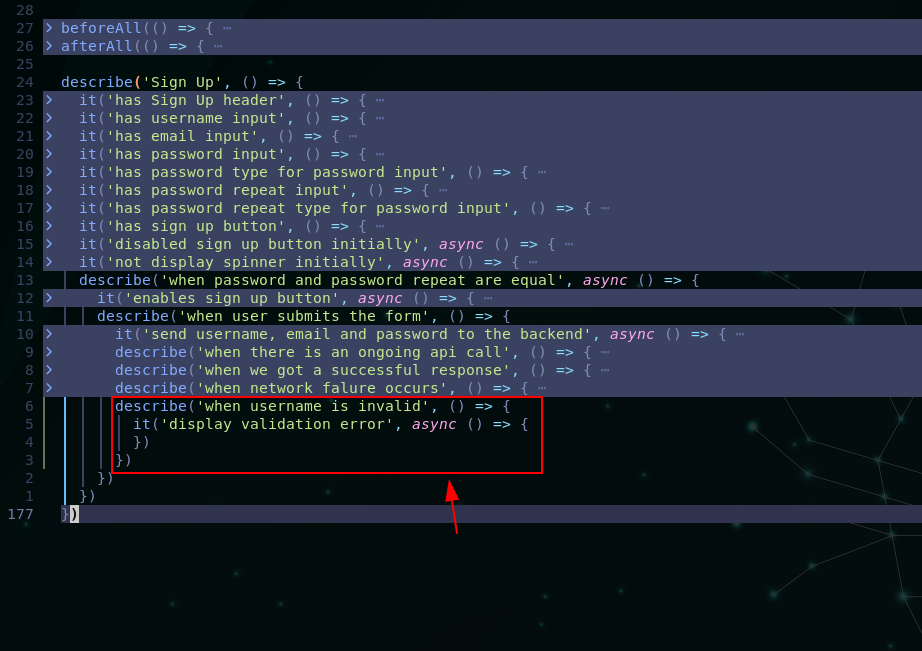 28
27 > beforeAll(() => { ⋯
26 > afterAll(() => { ⋯
25
24 describe('Sign Up', () => {
23 > it('has Sign Up header', () => { ⋯
22 > it('has username input', () => { ⋯
21 > it('has email input', () => { ⋯
20 > it('has password input', () => { ⋯
19 > it('has password type for password input', () => { ⋯
18 > it('has password repeat input', () => { ⋯
17 > it('has password repeat type for password input', () => { ⋯
16 > it('has sign up button', () => { ⋯
15 > it('disabled sign up button initially', async () => { ⋯
14 > it('not display spinner initially', async () => { ⋯
13 describe('when password and password repeat are equal', async () => {
12 > it('enables sign up button', async () => { ⋯
11 describe('when user submits the form', () => {
10 > it('send username, email and password to the backend', async () => { ⋯
9 > describe('when there is an ongoing api call', () => { ⋯
8 > describe('when we got a successful response', () => { ⋯
7 > describe('when network failure occurs', () => { ⋯
6 describe('when username is invalid', () => {
5 it('display validation error', async () => {
4 })
3 })
2 })
1 })
177 })